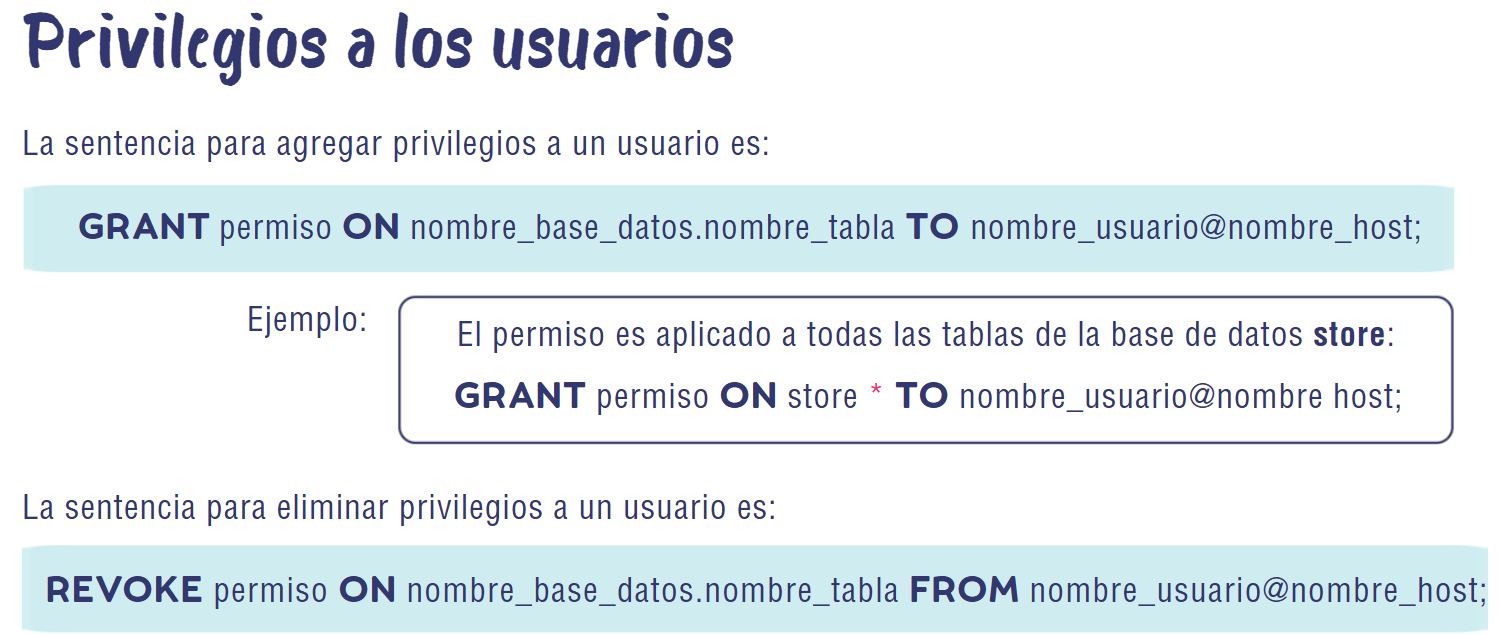 Privilegios a los usuarios
La sentencia para agregar privilegios a un usuario es:
GRANT permiso ON nombre_base_datos.nombre_tabla TO nombre_usuario@nombre_host;
Ejemplo:
El permiso es aplicado a todas las tablas de la base de datos store:
GRANT permiso ON store * TO nombre_usuario@nombre host;
La sentencia para eliminar privilegios a un usuario es:
REVOKE permiso ON nombre_base_datos.nombre_tabla FROM nombre_usuario@nombre_host;